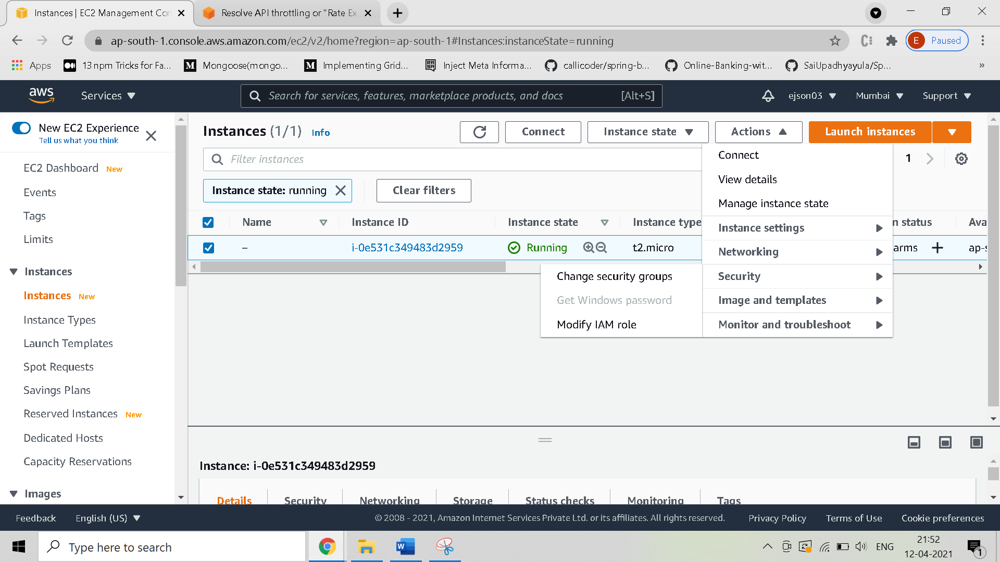 Instances | EC2 Management Con
Resolve API throttling or "Rate Ex
ap-south-1.console.aws.amazon.com/ec2/v2/home?region=ap-south-1#Instances:instanceState=running
E Paused
Apps
13 npm Tricks for Fa...
Mongoose(mongo...
Implementing Grid...
Inject Meta Informa...
callicoder/spring-b...
Online-Banking-wit...
SaiUpadhyayula/Sp...
»
aws
Services
Search for services, features, marketplace products, and docs [Alt+S]
ejson03
Mumbai
Support
New EC2 Experience
Tell us what you think
EC2 Dashboard New
Events
Tags
Limits
Instances
Instances New
Instance Types
Launch Templates
Spot Requests
Savings Plans
Reserved Instances New
Dedicated Hosts
Capacity Reservations
Images
Instances (1/1) Info
Connect
Instance state
Actions
Launch instances
Filter instances
1
Instance state: running
Clear filters
Name
Instance ID
Instance state
Instance type
status
Ava
–
i-0e531c349483d2959
Running
t2.micro
arms
ap-s
Connect
View details
Manage instance state
Instance settings
Networking
Security
Image and templates
Monitor and troubleshoot
Change security groups
Get Windows password
Modify IAM role
Instance: i-0e531c349483d2959
Details
Security
Networking
Storage
Status checks
Monitoring
Tags
Feedback
English (US)
© 2008 - 2021, Amazon Internet Services Private Ltd. or its affiliates. All rights reserved.
Privacy Policy
Terms of Use
Cookie preferences
Type here to search
ENG
21:52
12-04-2021
1